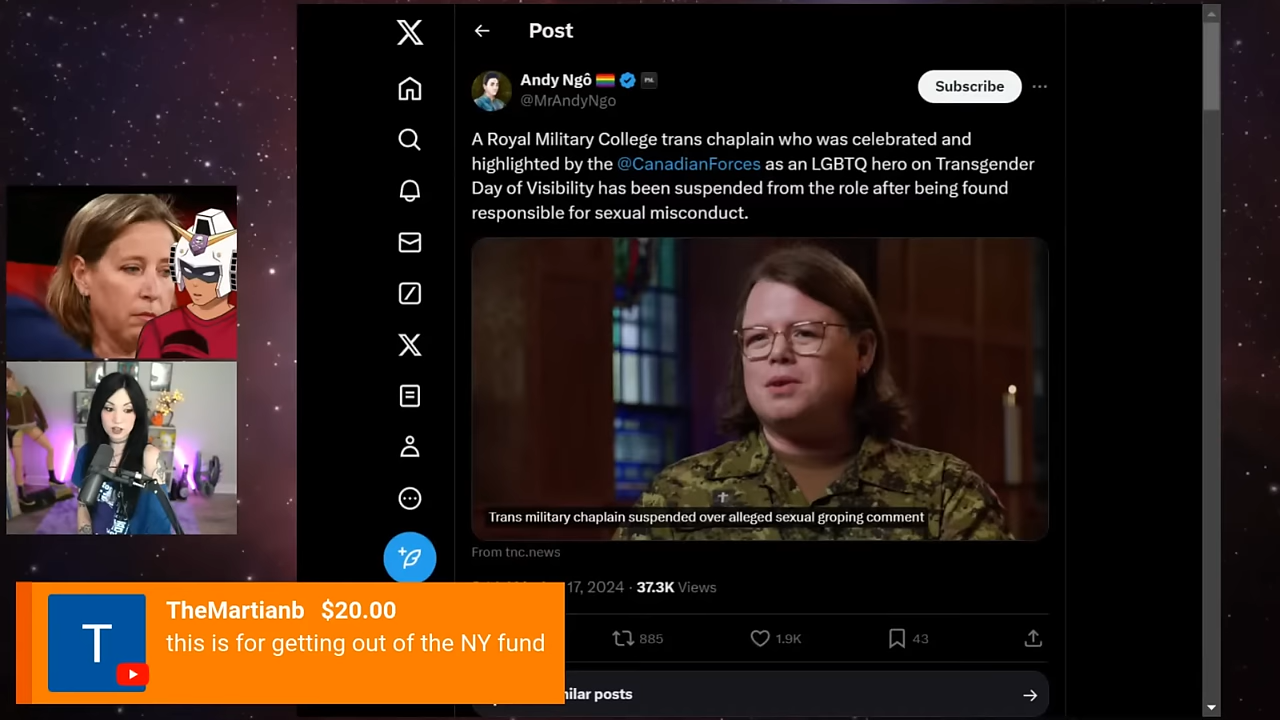 Post
Andy Ngô
@MrAndyNgo
Subscribe
A Royal Military College trans chaplain who was celebrated and
highlighted by the @CanadianForces as an LGBTQ hero on Transgender
Day of Visibility has been suspended from the role after being found
responsible for sexual misconduct.
Trans military chaplain suspended over alleged sexual groping comment
From tnc.news
17, 2024 · 37.3K Views
885
1.9K
43
ilar posts
TheMartianb $20.00
this is for getting out of the NY fund
T